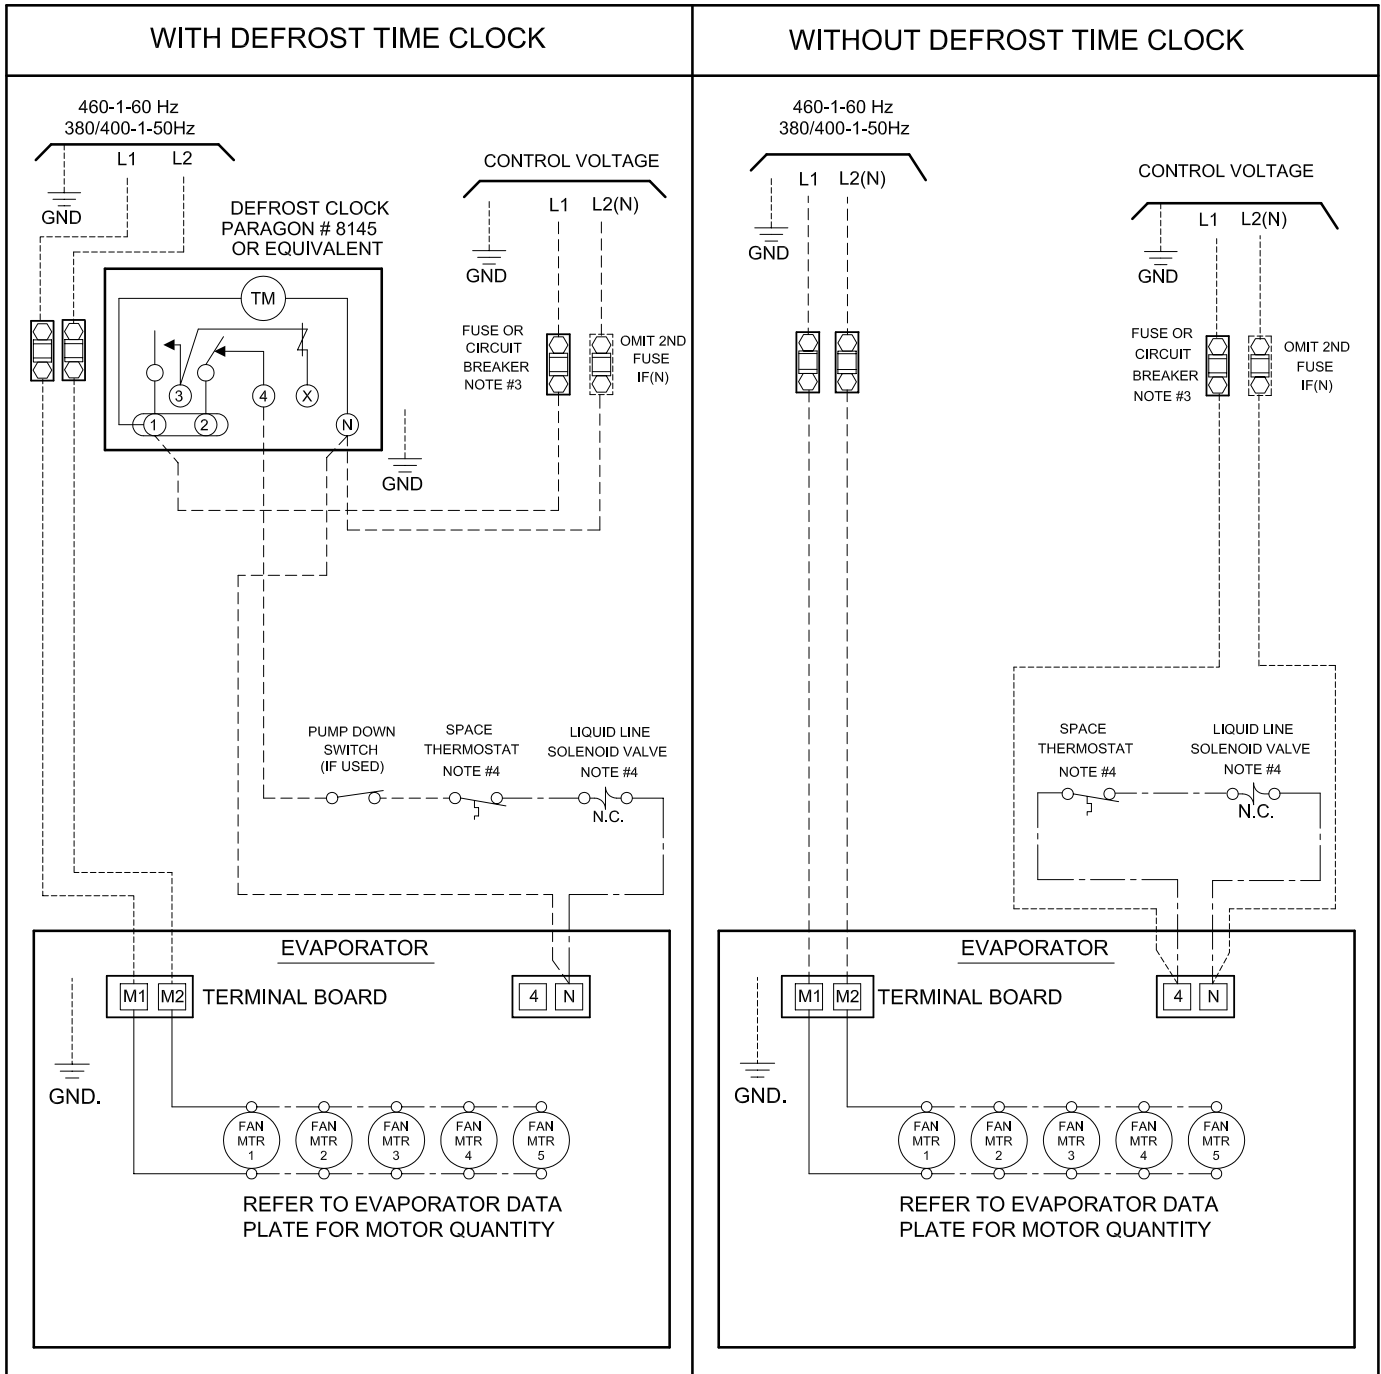 WITH DEFROST TIME CLOCK
460-1-60 Hz
380/400-1-50Hz
L1 L2
GND
DEFROST CLOCK
PARAGON # 8145
OR EQUIVALENT
TM
3
4
X
1
2
N
GND
CONTROL VOLTAGE
L1 L2(N)
GND
FUSE OR
CIRCUIT
BREAKER
NOTE #3
OMIT 2ND
FUSE
IF(N)
PUMP DOWN
SWITCH
(IF USED)
SPACE
THERMOSTAT
NOTE #4
LIQUID LINE
SOLENOID VALVE
NOTE #4
N.C.
EVAPORATOR
M1 M2 TERMINAL BOARD
4 N
GND.
FAN
MTR
1
FAN
MTR
2
FAN
MTR
3
FAN
MTR
4
FAN
MTR
5
REFER TO EVAPORATOR DATA
PLATE FOR MOTOR QUANTITY
WITHOUT DEFROST TIME CLOCK
460-1-60 Hz
380/400-1-50Hz
L1 L2(N)
GND
CONTROL VOLTAGE
L1 L2(N)
GND
FUSE OR
CIRCUIT
BREAKER
NOTE #3
OMIT 2ND
FUSE
IF(N)
SPACE
THERMOSTAT
NOTE #4
LIQUID LINE
SOLENOID VALVE
NOTE #4
N.C.
EVAPORATOR
M1 M2 TERMINAL BOARD
4 N
GND.
FAN
MTR
1
FAN
MTR
2
FAN
MTR
3
FAN
MTR
4
FAN
MTR
5
REFER TO EVAPORATOR DATA
PLATE FOR MOTOR QUANTITY